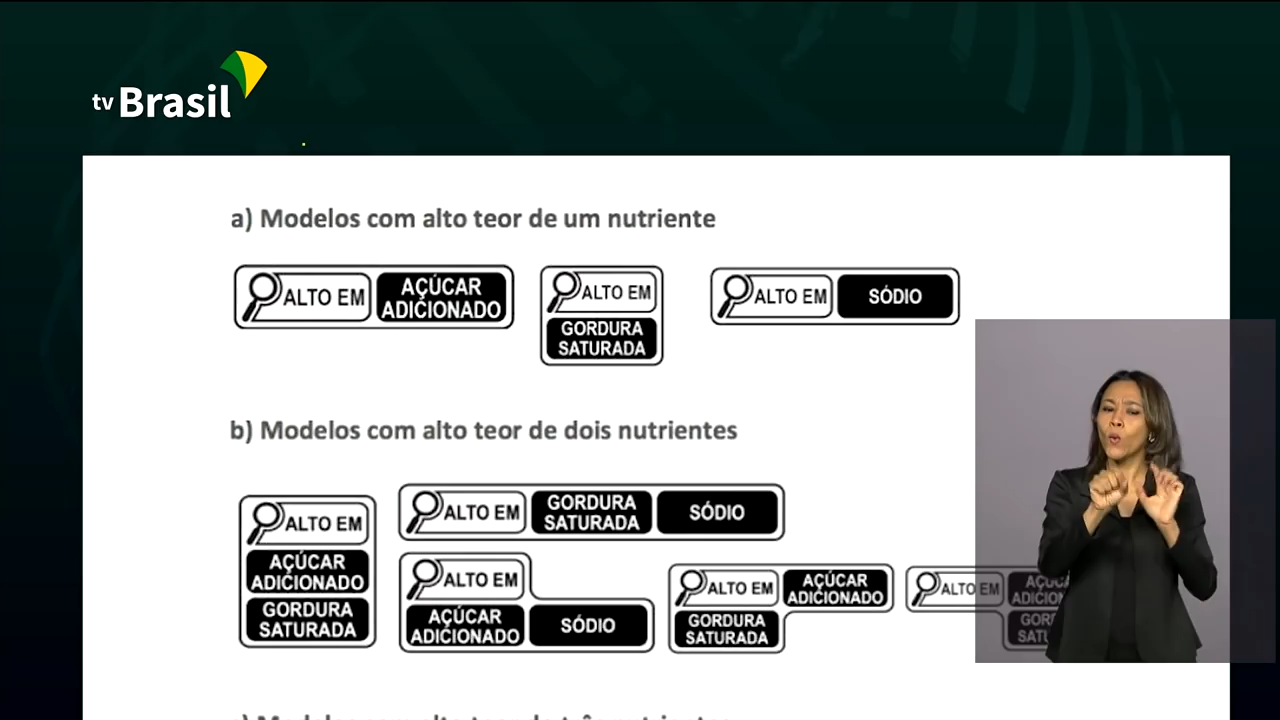 tv Brasil
a) Modelos com alto teor de um nutriente
ALTO EM
AÇÚCAR
ADICIONADO
ALTO EM
GORDURA
SATURADA
ALTO EM
SÓDIO
b) Modelos com alto teor de dois nutrientes
ALTO EM
AÇÚCAR
ADICIONADO
GORDURA
SATURADA
ALTO EM
GORDURA
SATURADA
SÓDIO
ALTO EM
AÇÚCAR
ADICIONADO
SÓDIO
ALTO EM
AÇÚCAR
ADICIONADO
GORDURA
SATURADA
ALTO EM